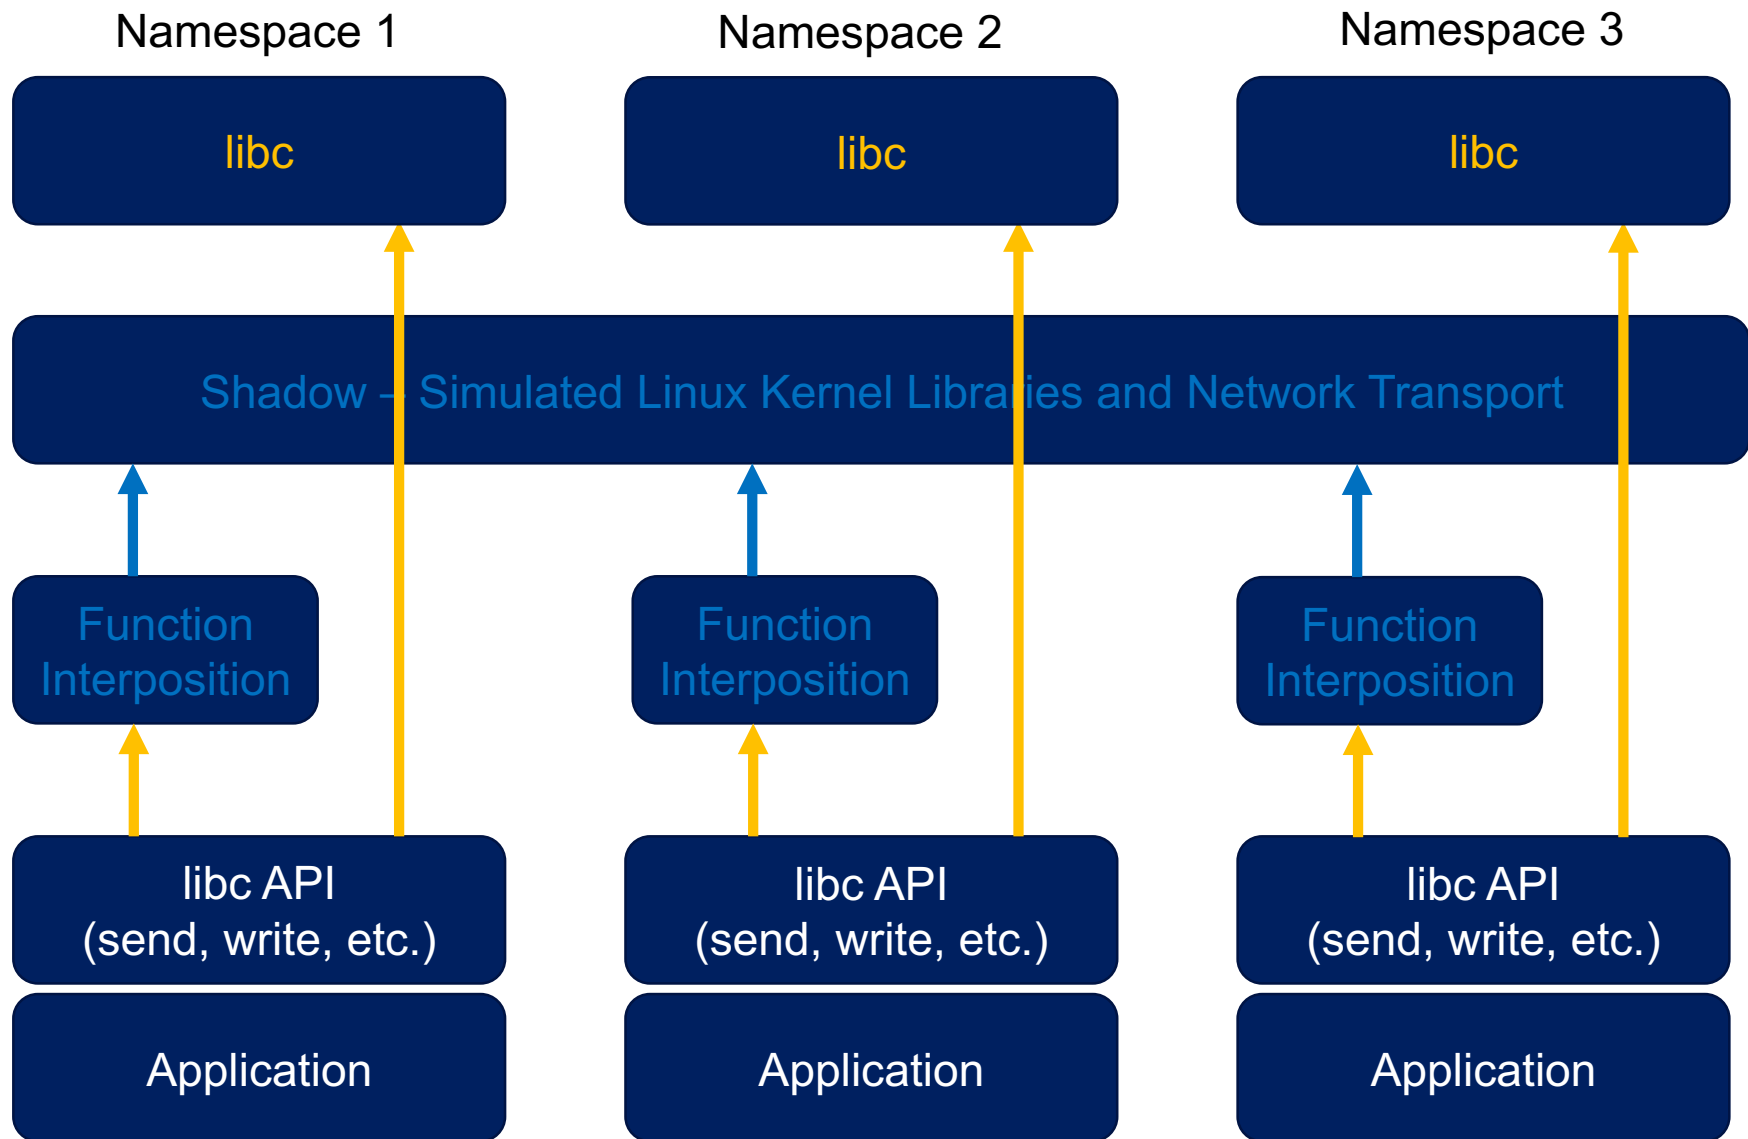 Namespace 1
Namespace 2
Namespace 3
libc
libc
libc
Shadow – Simulated Linux Kernel Libraries and Network Transport
Function
Interposition
Function
Interposition
Function
Interposition
libc API
(send, write, etc.)
libc API
(send, write, etc.)
libc API
(send, write, etc.)
Application
Application
Application